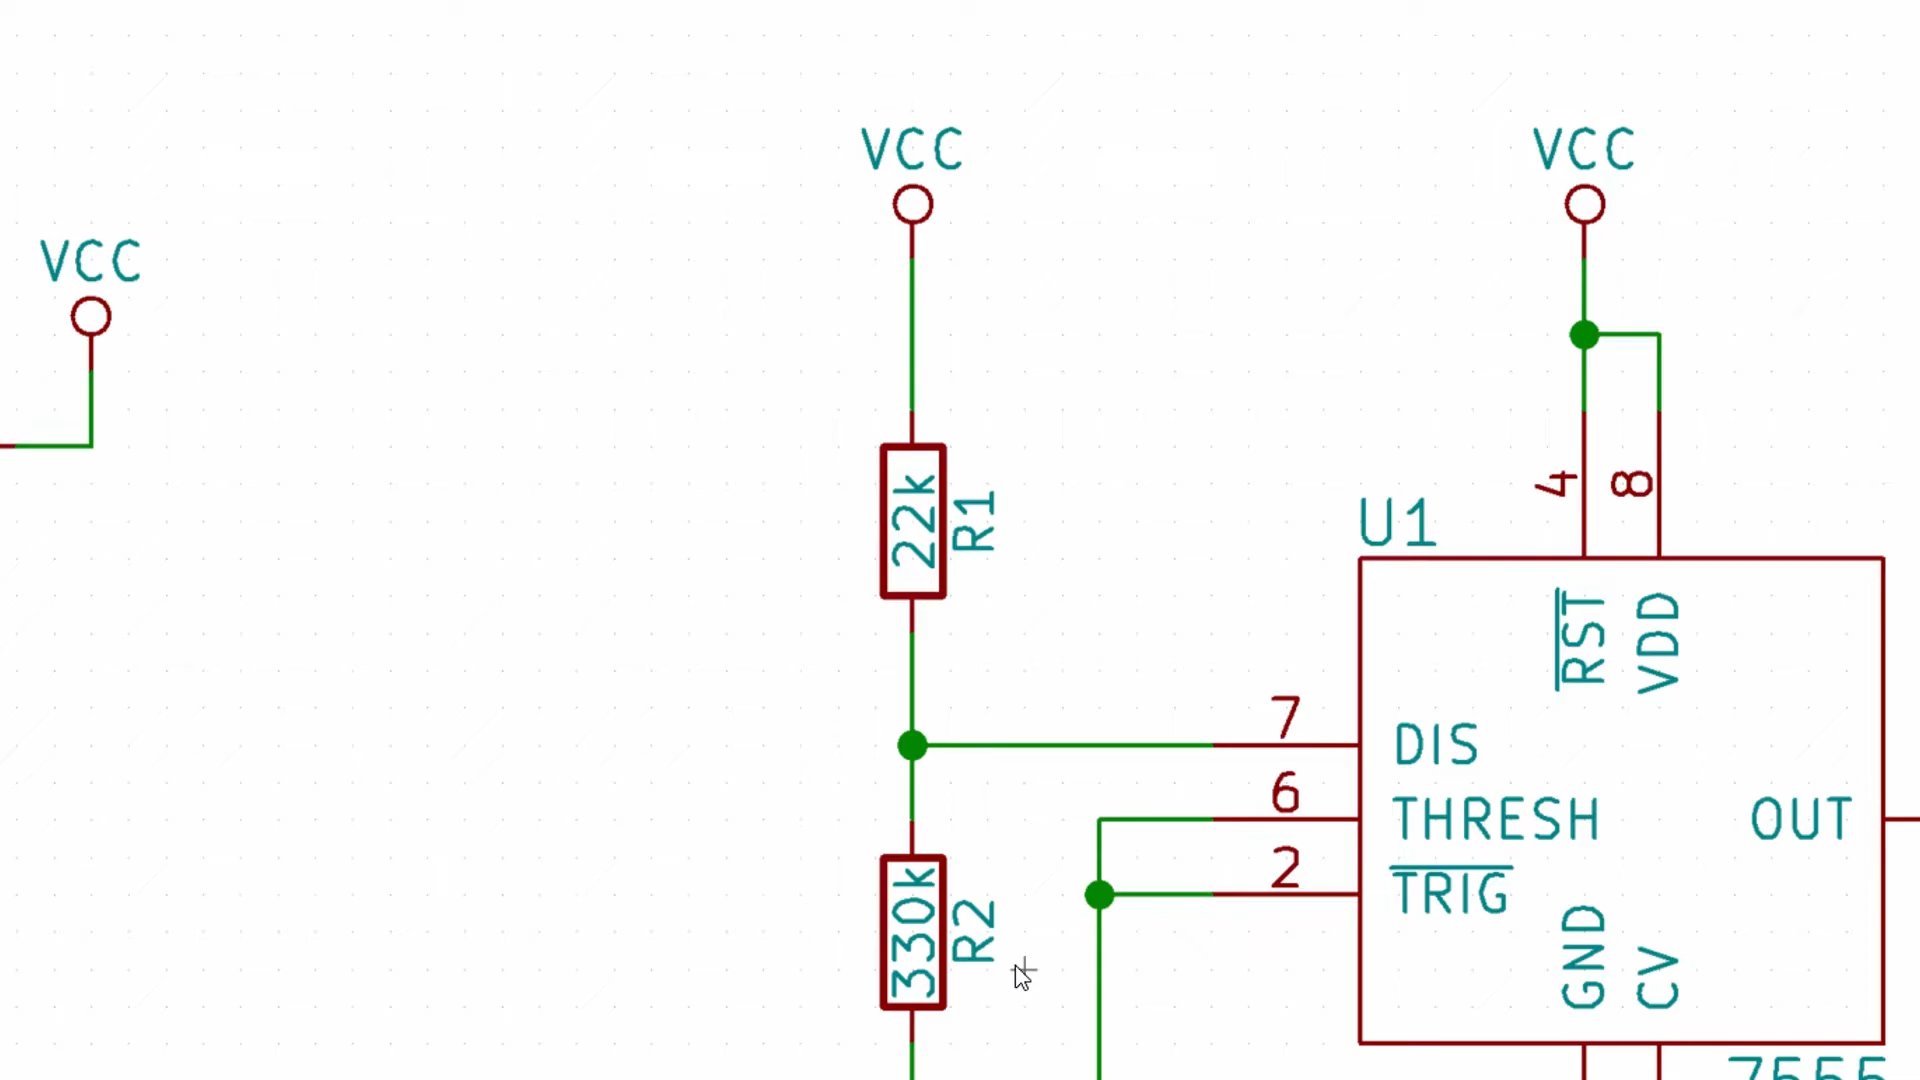 VCC
VCC
VCC
22k
R1
4
8
U1
RST
VDD
7
DIS
6
THRESH
OUT
2
TRIG
330k
R2
GND
CV
7555